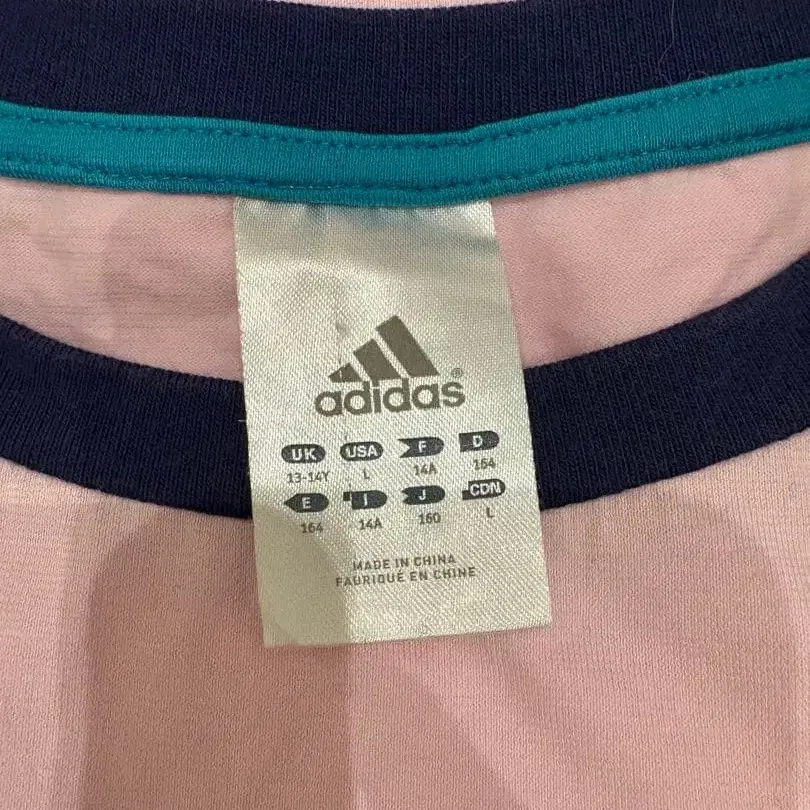 adidas®
UK USA F D
13-14Y L 14A 164
E I J CDN
164 14A 160 L
MADE IN CHINA
FABRIQUÉ EN CHINE